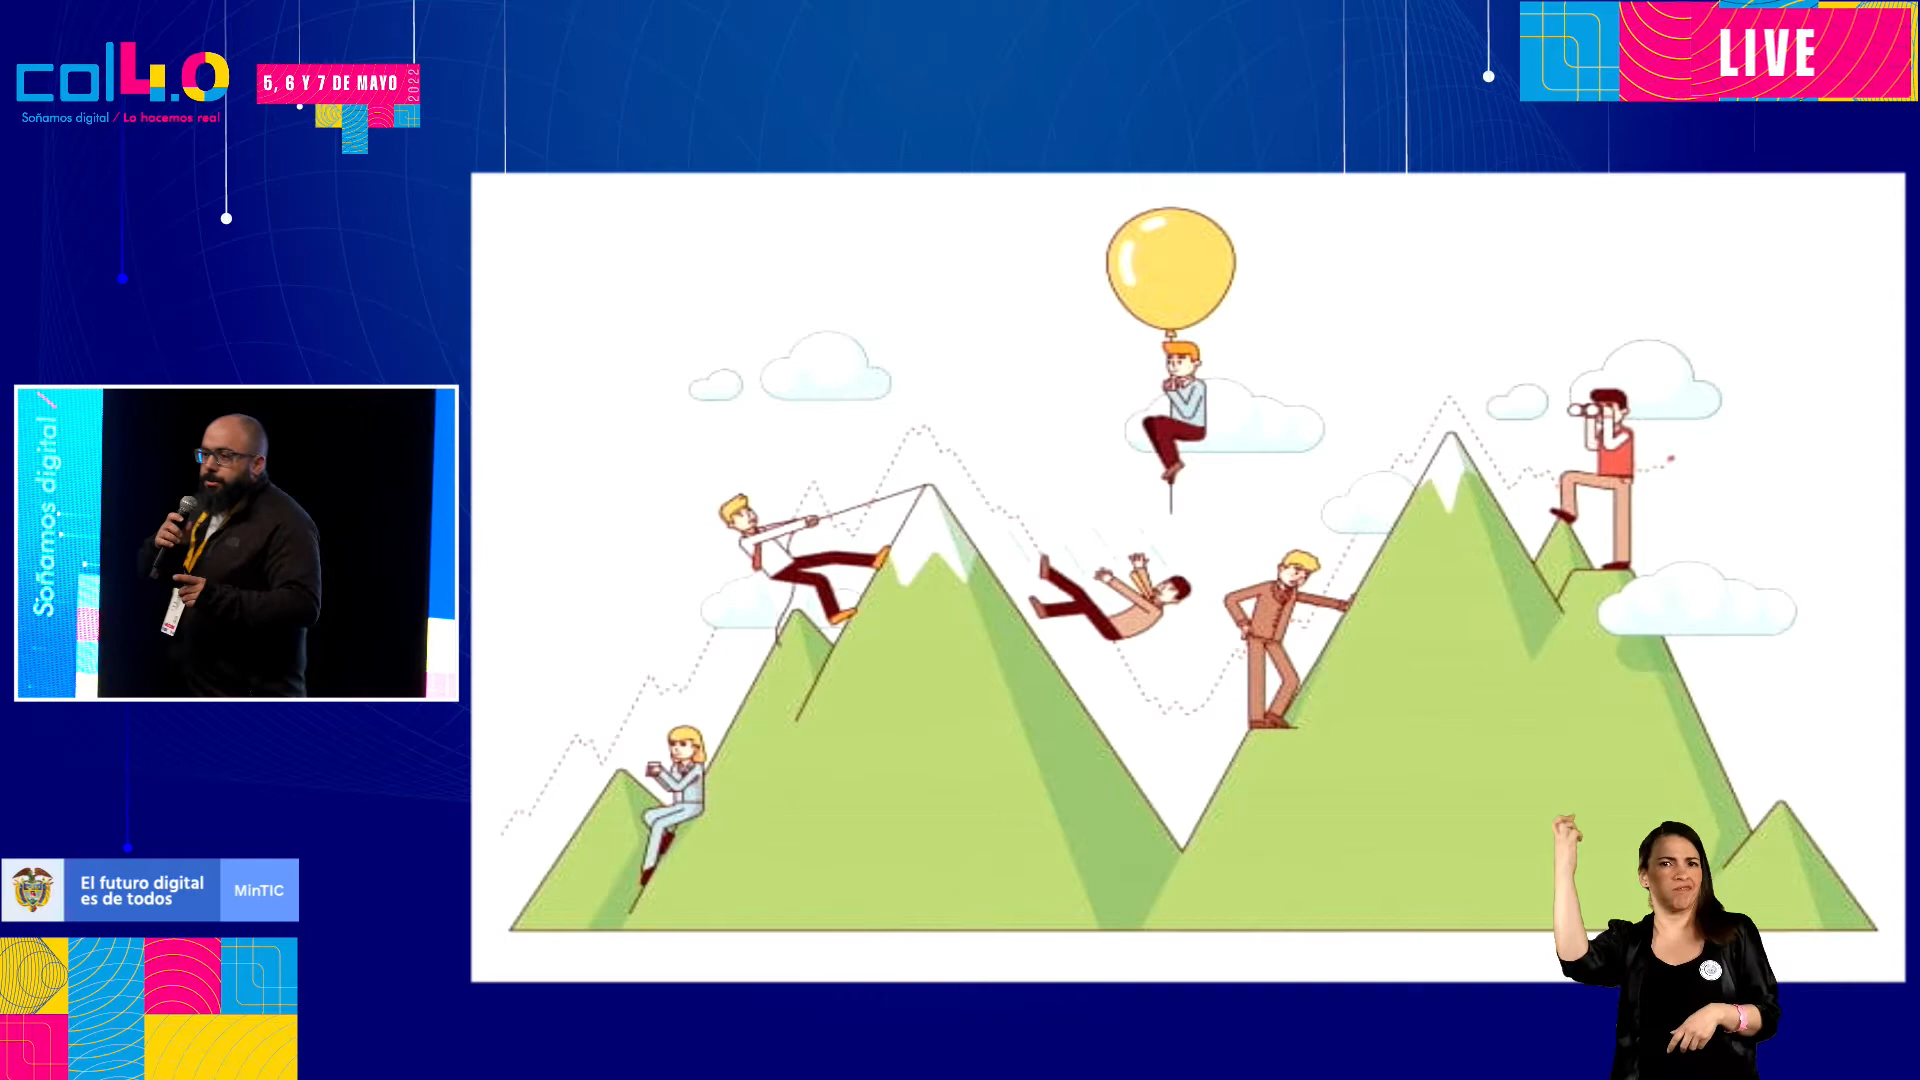 col4.0
Soñamos digital / Lo hacemos real
5, 6 Y 7 DE MAYO
2022
LIVE
Soñamos digital /
El futuro digital
es de todos
MinTIC